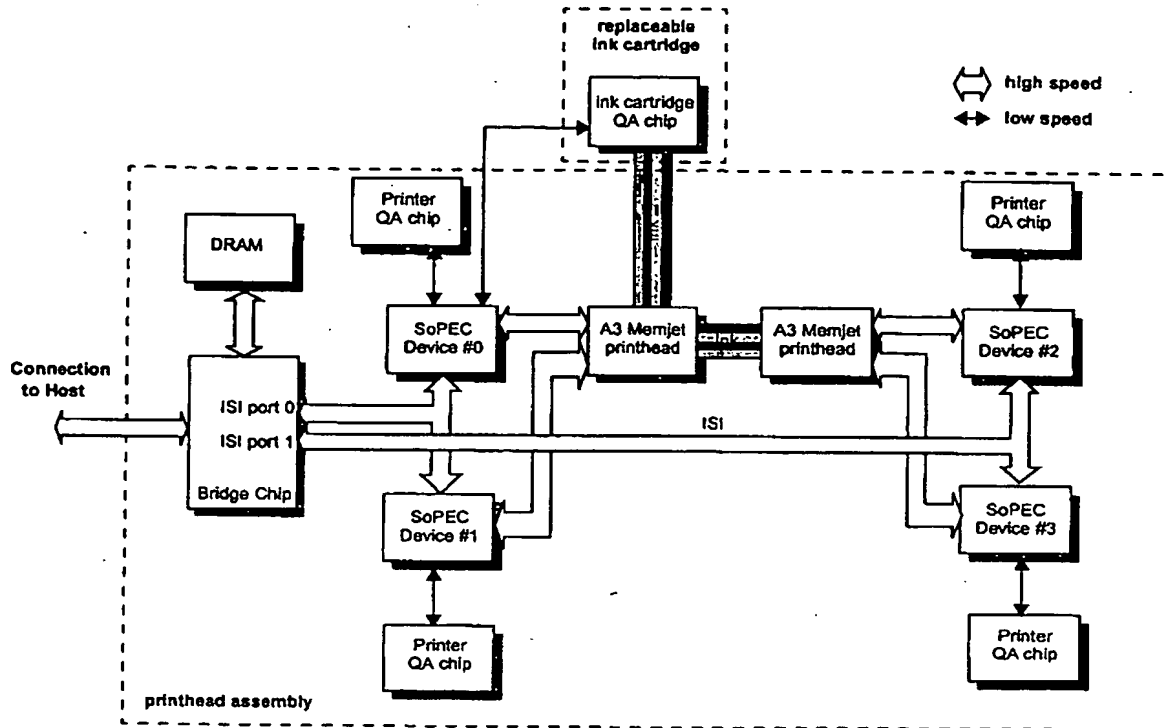 replaceable
ink cartridge
ink cartridge
QA chip
high speed
low speed
Printer
QA chip
Printer
QA chip
DRAM
SoPEC
Device #0
A3 Memjet
printhead
ink
A3 Memjet
printhead
SoPEC
Device #2
Connection
to Host
ISI port 0
ISI port 1
Bridge Chip
ISI
SoPEC
Device #1
SoPEC
Device #3
Printer
QA chip
Printer
QA chip
printhead assembly